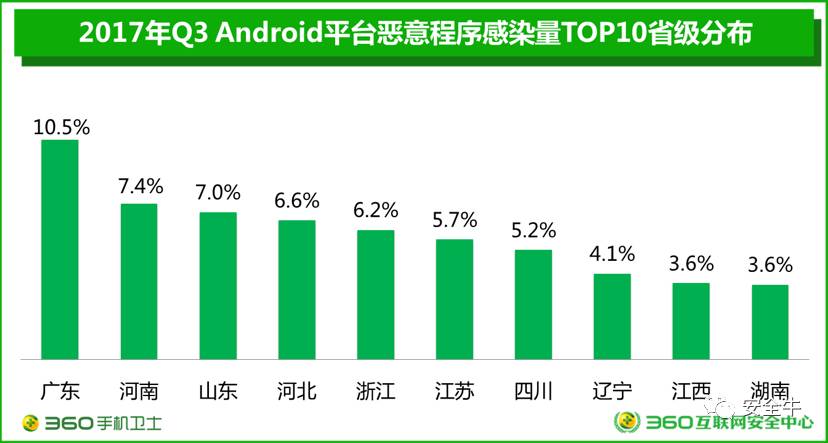 2017年Q3 Android平台恶意程序感染量TOP10省级分布
10.5%
7.4%
7.0%
6.6%
6.2%
5.7%
5.2%
4.1%
3.6%
3.6%
广东 河南 山东 河北 浙江 江苏 四川 辽宁 江西 湖南
安全牛
360手机卫士 360互联网安全中心